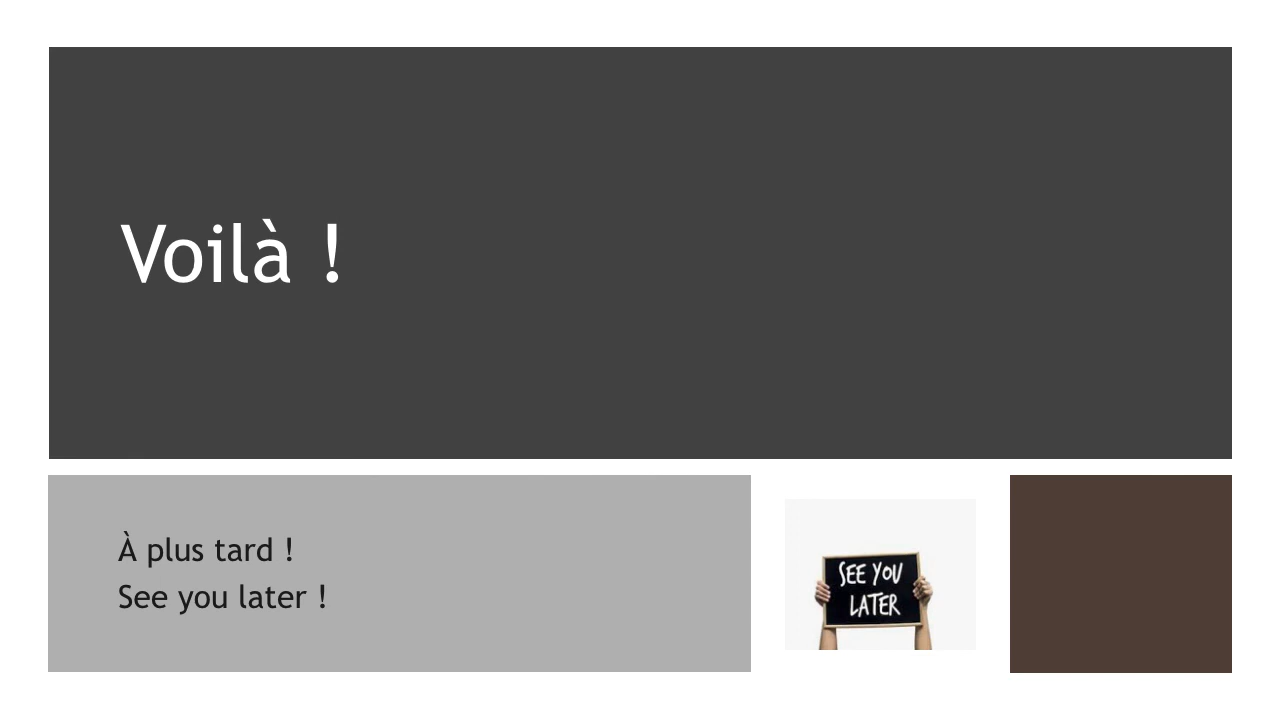 Voilà !
À plus tard !
See you later !
SEE YOU
LATER